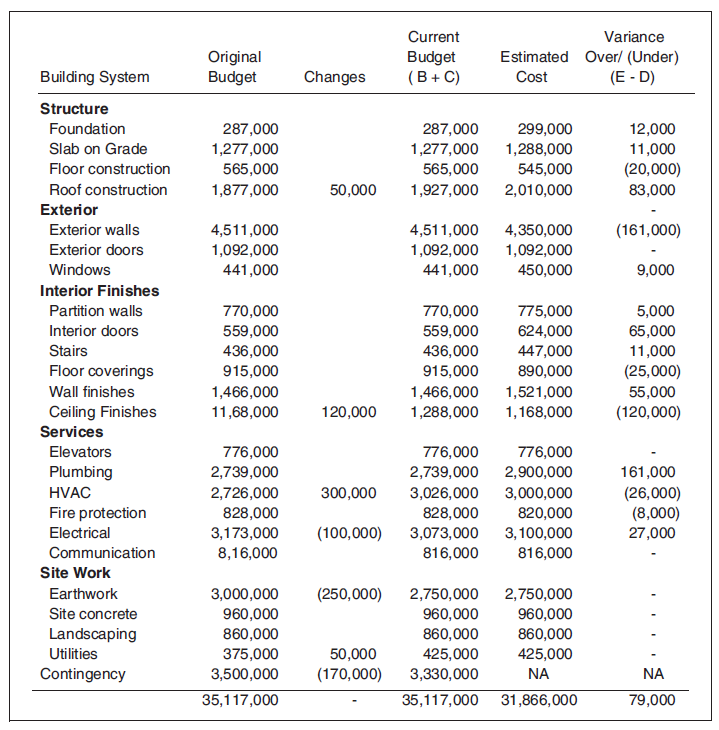 Current Variance
Original Budget Estimated Over/ (Under)
Building System Budget Changes ( B + C) Cost (E - D)
Structure
Foundation 287,000 287,000 299,000 12,000
Slab on Grade 1,277,000 1,277,000 1,288,000 11,000
Floor construction 565,000 565,000 545,000 (20,000)
Roof construction 1,877,000 50,000 1,927,000 2,010,000 83,000
Exterior -
Exterior walls 4,511,000 4,511,000 4,350,000 (161,000)
Exterior doors 1,092,000 1,092,000 1,092,000 -
Windows 441,000 441,000 450,000 9,000
Interior Finishes
Partition walls 770,000 770,000 775,000 5,000
Interior doors 559,000 559,000 624,000 65,000
Stairs 436,000 436,000 447,000 11,000
Floor coverings 915,000 915,000 890,000 (25,000)
Wall finishes 1,466,000 1,466,000 1,521,000 55,000
Ceiling Finishes 11,68,000 120,000 1,288,000 1,168,000 (120,000)
Services
Elevators 776,000 776,000 776,000 -
Plumbing 2,739,000 2,739,000 2,900,000 161,000
HVAC 2,726,000 300,000 3,026,000 3,000,000 (26,000)
Fire protection 828,000 828,000 820,000 (8,000)
Electrical 3,173,000 (100,000) 3,073,000 3,100,000 27,000
Communication 8,16,000 816,000 816,000 -
Site Work
Earthwork 3,000,000 (250,000) 2,750,000 2,750,000 -
Site concrete 960,000 960,000 960,000 -
Landscaping 860,000 860,000 860,000 -
Utilities 375,000 50,000 425,000 425,000 -
Contingency 3,500,000 (170,000) 3,330,000 NA NA
35,117,000 - 35,117,000 31,866,000 79,000